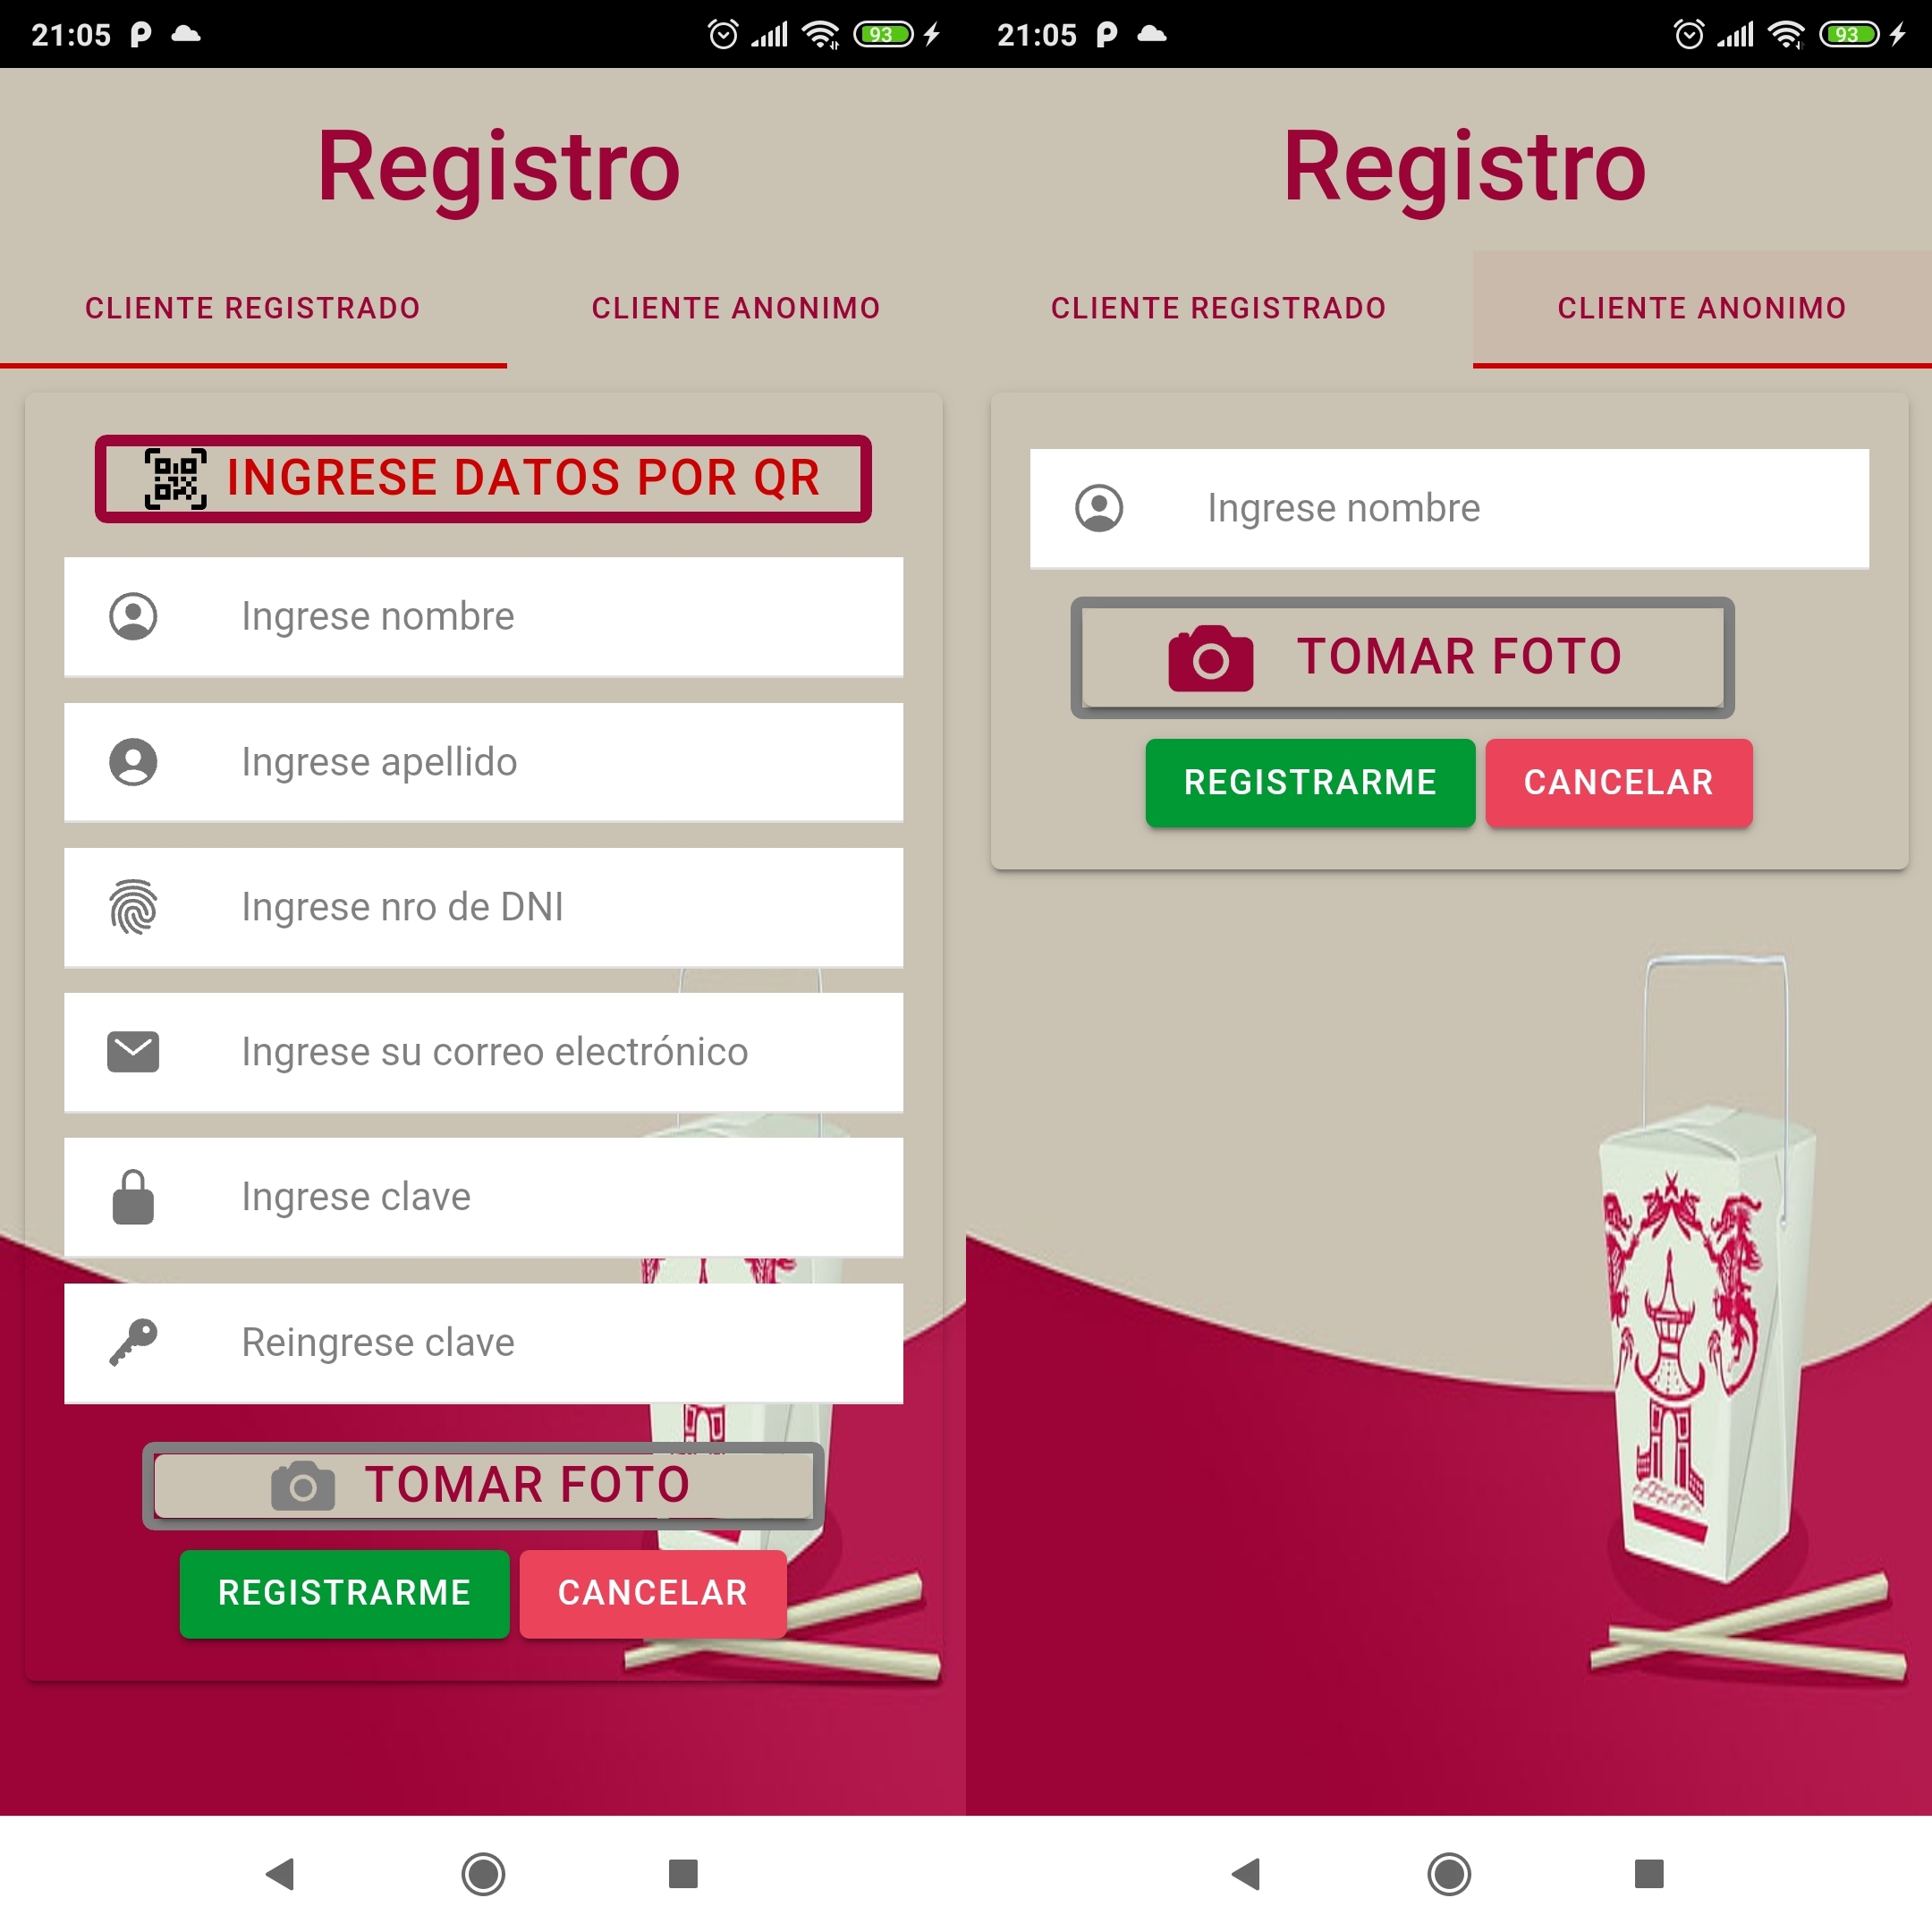 21:05
93
Registro
CLIENTE REGISTRADO
CLIENTE ANONIMO
INGRESE DATOS POR QR
Ingrese nombre
Ingrese apellido
Ingrese nro de DNI
Ingrese su correo electrónico
Ingrese clave
Reingrese clave
TOMAR FOTO
REGISTRARME
CANCELAR
21:05
93
Registro
CLIENTE REGISTRADO
CLIENTE ANONIMO
Ingrese nombre
TOMAR FOTO
REGISTRARME
CANCELAR